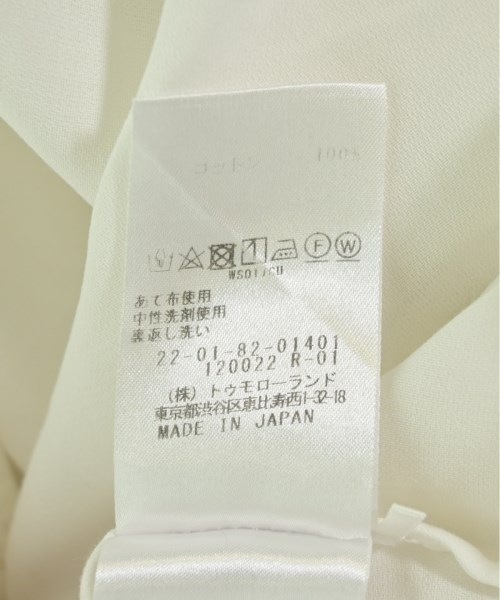 コットン 100%
F W
WS017CU
あて布使用
中性洗剤使用
裏返し洗い
22-01-82-01401
120022 R-01
(株) トゥモローランド
東京都渋谷区恵比寿西1-32-18
MADE IN JAPAN